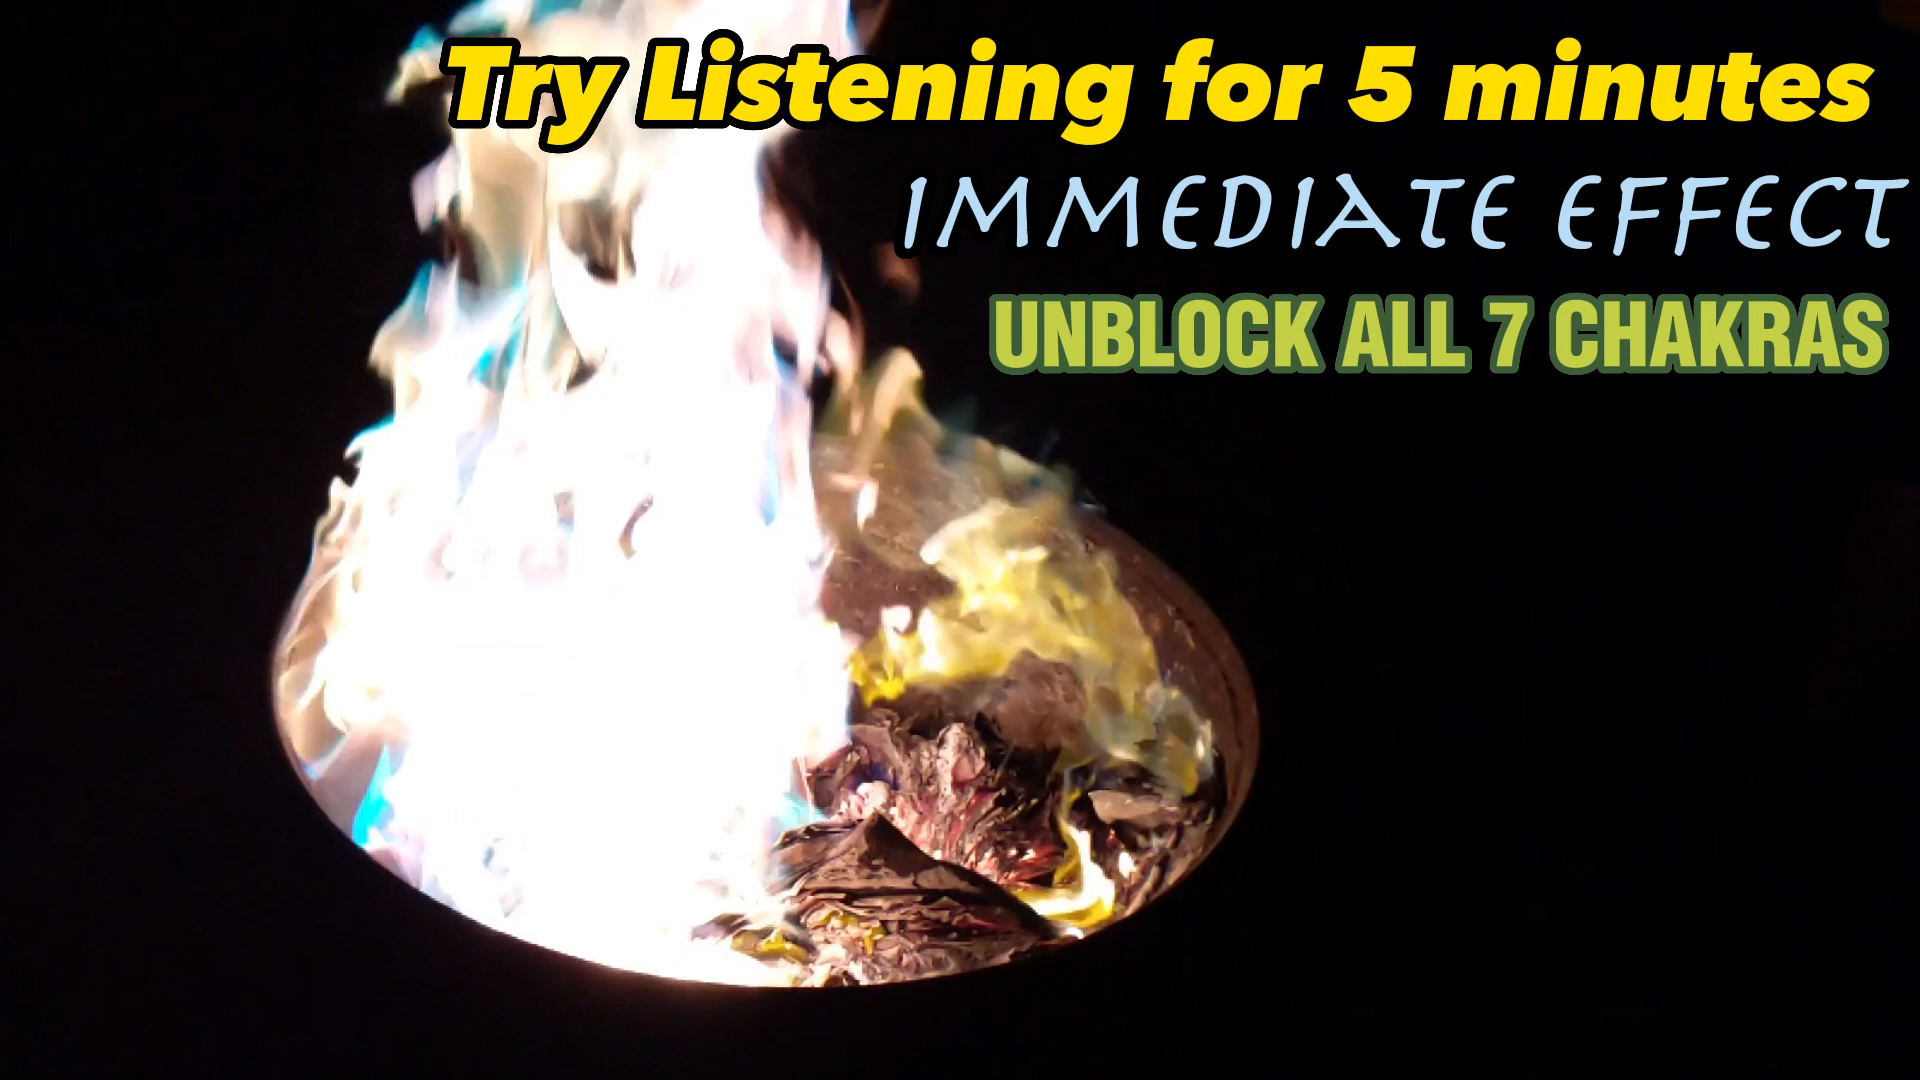 Try Listening for 5 minutes
IMMEDIATE EFFECT
UNBLOCK ALL 7 CHAKRAS